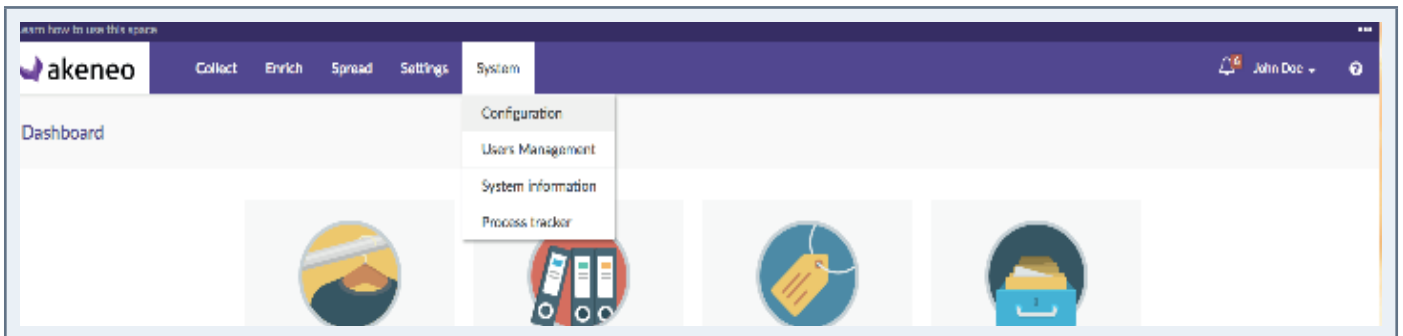 Learn how to use this space
akeneo Collect Enrich Spread Settings System John Doe
Configuration
Dashboard
Users Management
System information
Process tracker